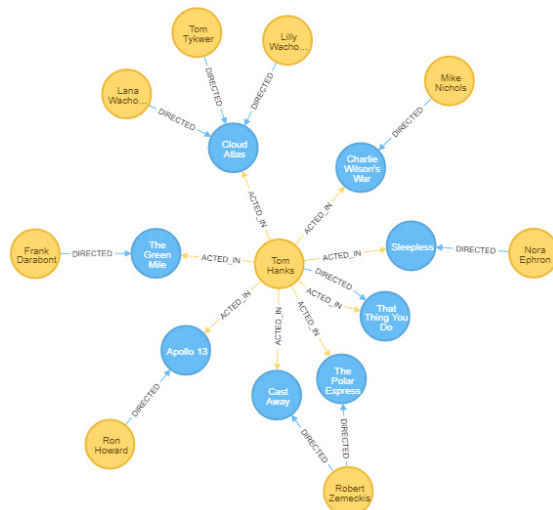 Tom
Tykwer
Lilly
Wacho...
Lana
Wacho...
Mike
Nichols
DIRECTED
DIRECTED
DIRECTED
DIRECTED
Cloud
Atlas
Charlie
Wilson's
War
ACTED_IN
ACTED_IN
Frank
Darabont
DIRECTED
The
Green
Mile
ACTED_IN
Tom
Hanks
ACTED_IN
Sleepless
DIRECTED
Nora
Ephron
DIRECTED
ACTED_IN
That
Thing You
Do
ACTED_IN
ACTED_IN
ACTED_IN
Apollo 13
Cast
Away
The
Polar
Express
DIRECTED
DIRECTED
DIRECTED
Ron
Howard
Robert
Zemeckis